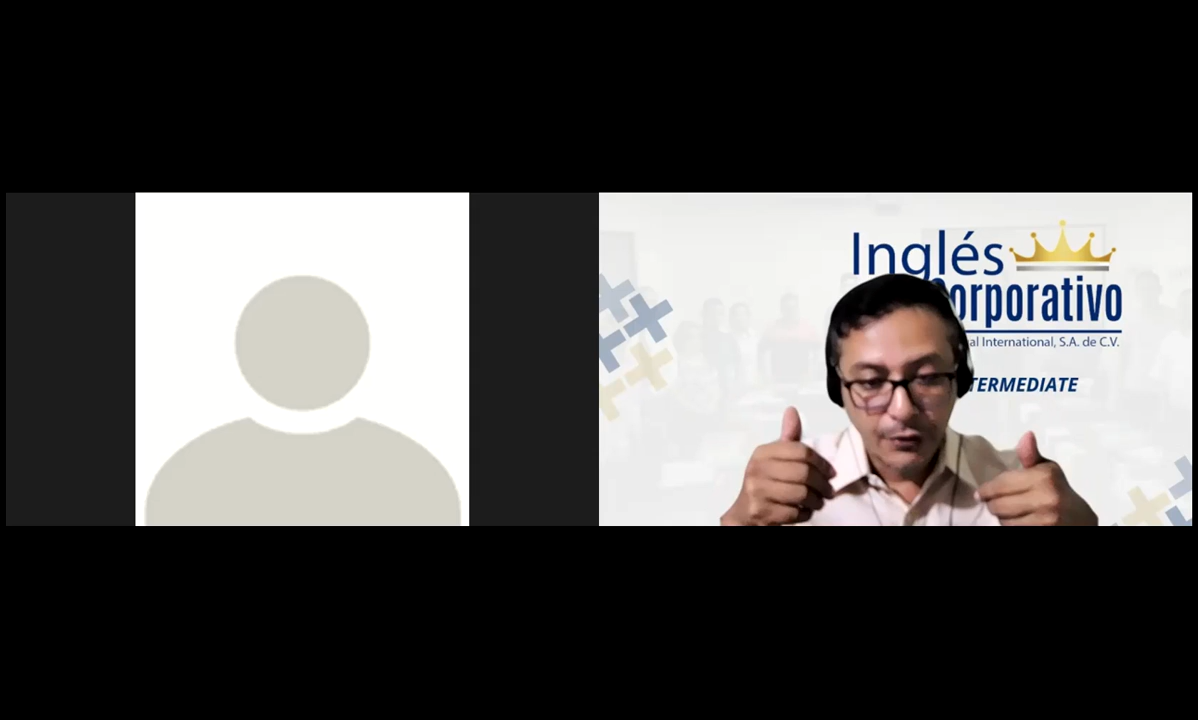 Inglés
orporativo
al International, S.A. de C.V.
TERMEDIATE